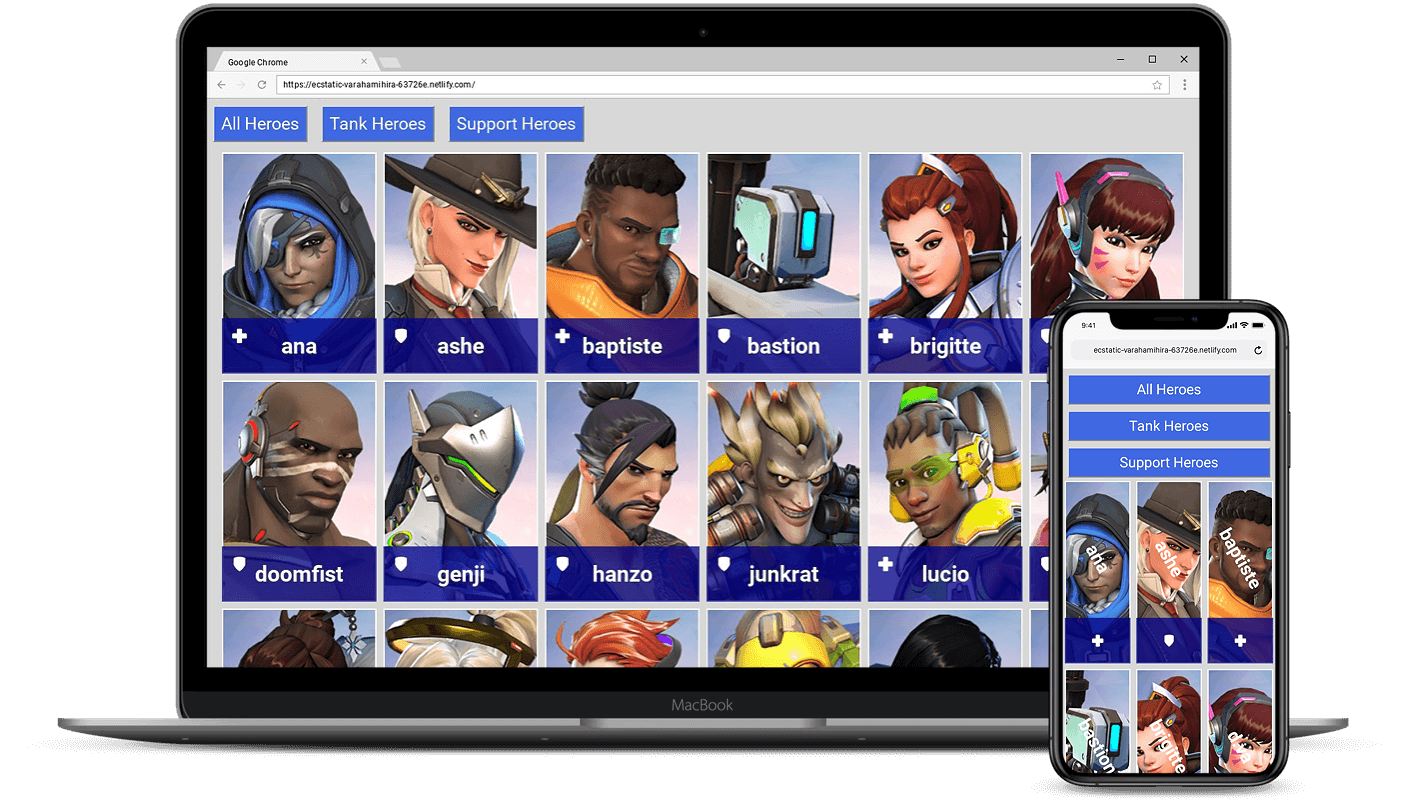 Google Chrome
https://ecstatic-varahamihira-63726e.netlify.com/
All Heroes Tank Heroes Support Heroes
ana ashe baptiste bastion brigitte
doomfist genji hanzo junkrat lucio
MacBook
9:41
ecstatic-varahamihira-63726e.netlify.com
All Heroes
Tank Heroes
Support Heroes
ana ashe baptiste
bastion brigitte d.va